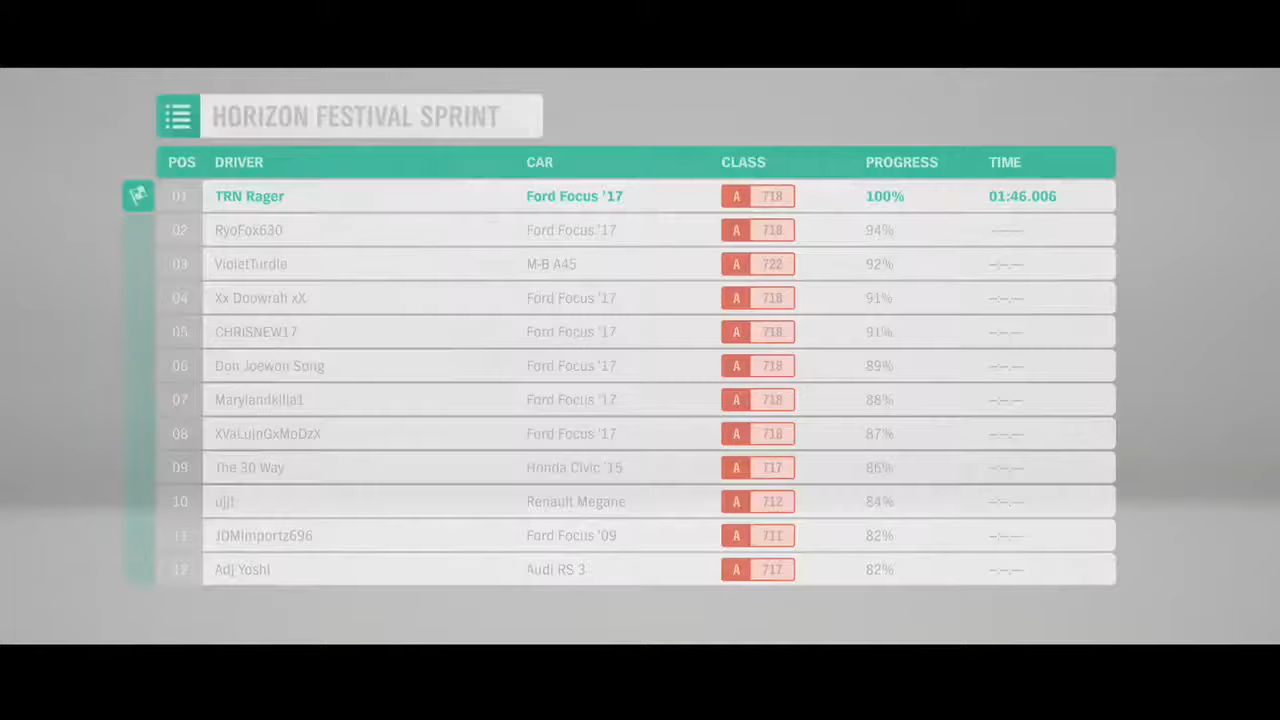 HORIZON FESTIVAL SPRINT
POS DRIVER CAR CLASS PROGRESS TIME
01 TRN Rager Ford Focus '17 A 718 100% 01:46.006
02 RyoFox630 Ford Focus '17 A 718 94% --:--.---
03 VioletTurdle M-B A45 A 722 92% --:--.---
04 Xx Doowrah xX Ford Focus '17 A 718 91% --:--.---
05 CHRISNEW17 Ford Focus '17 A 718 91% --:--.---
06 Don Joewon Song Ford Focus '17 A 718 89% --:--.---
07 Marylandkilla1 Ford Focus '17 A 718 88% --:--.---
08 XVaLujnGxMoDzX Ford Focus '17 A 718 87% --:--.---
09 The 30 Way Honda Civic '15 A 717 86% --:--.---
10 ujjt Renault Megane A 712 84% --:--.---
11 JDMimportz696 Ford Focus '09 A 711 82% --:--.---
12 Adj Yoshi Audi RS 3 A 717 82% --:--.---